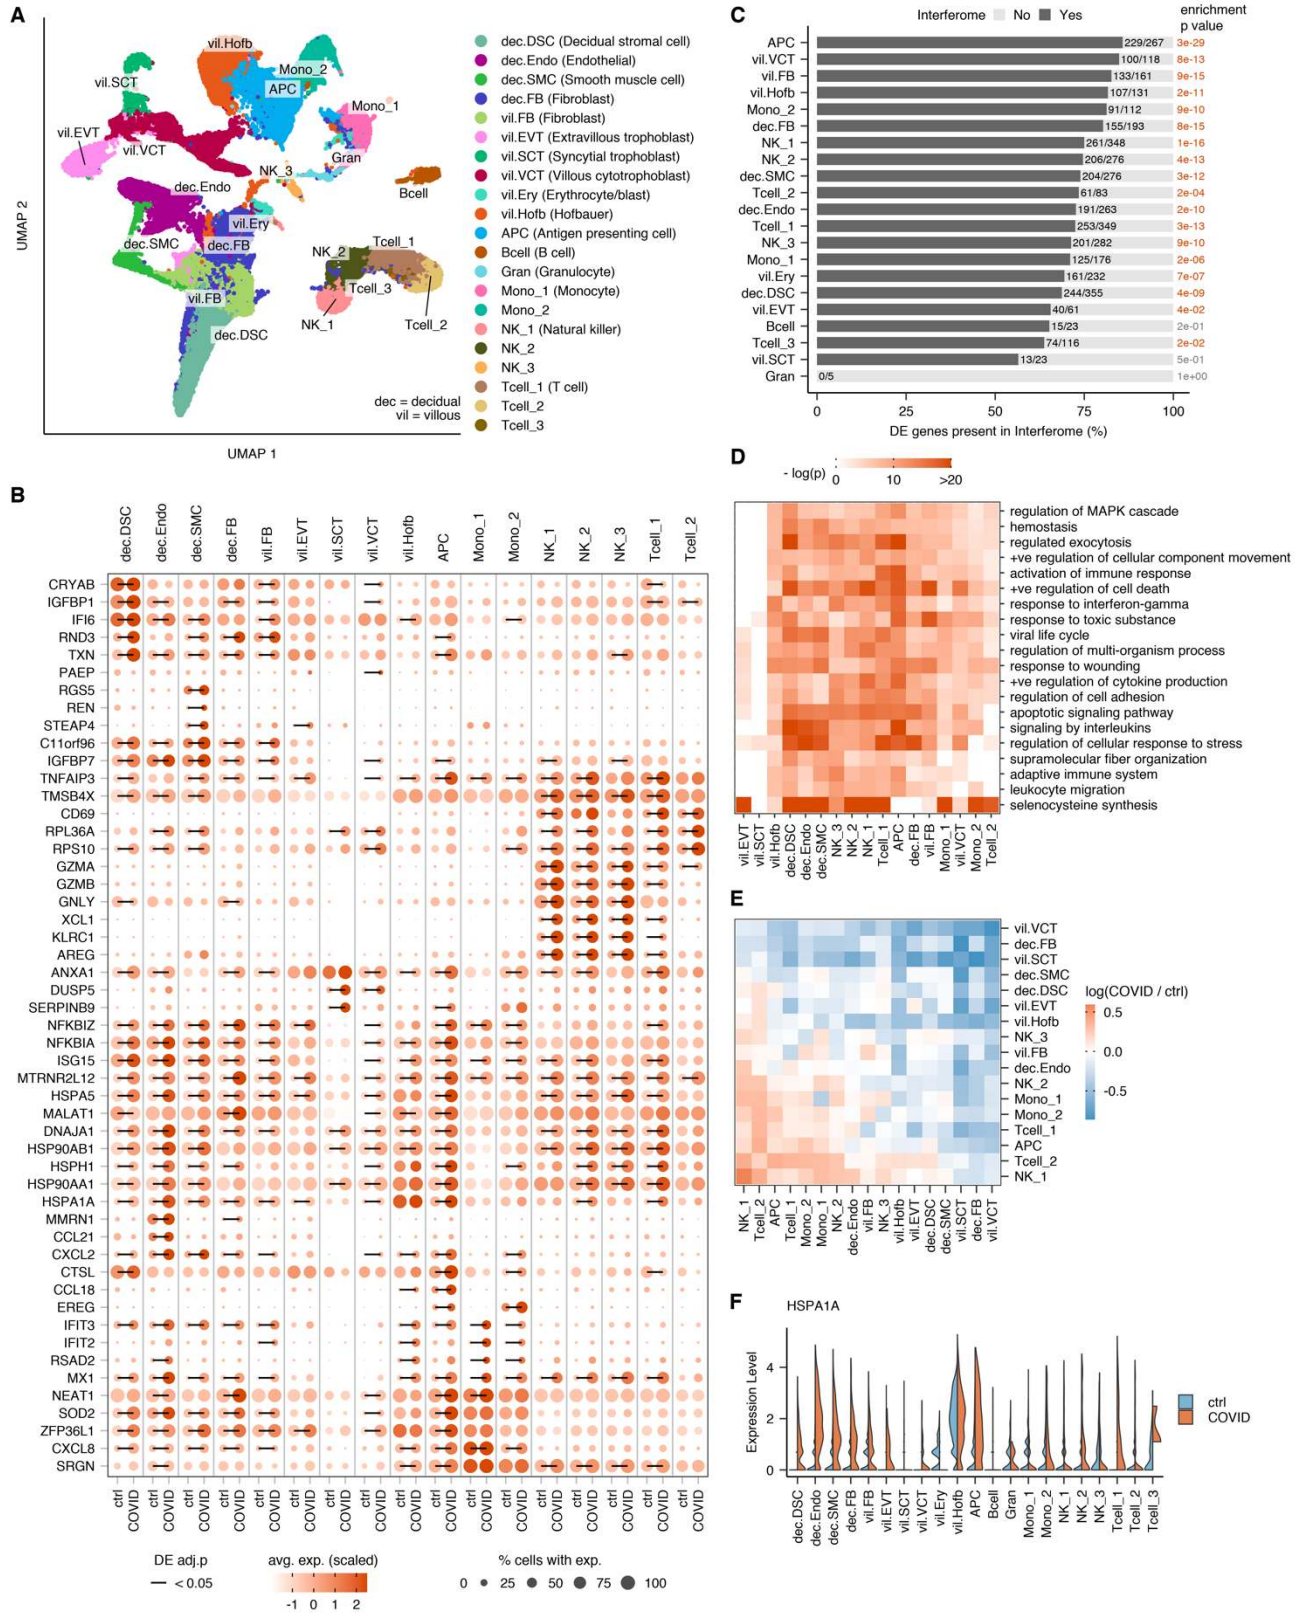 A
UMAP 2
UMAP 1
vil.Hofb
Mono_2
APC
vil.SCT
Mono_1
vil.EVT
vil.VCT
Gran
NK_3
Bcell
dec.Endo
vil.Ery
dec.SMC
dec.FB
NK_2
Tcell_1
Tcell_3
vil.FB
NK_1
Tcell_2
dec.DSC
dec = decidual
vil = villous
dec.DSC (Decidual stromal cell)
dec.Endo (Endothelial)
dec.SMC (Smooth muscle cell)
dec.FB (Fibroblast)
vil.FB (Fibroblast)
vil.EVT (Extravillous trophoblast)
vil.SCT (Syncytial trophoblast)
vil.VCT (Villous cytotrophoblast)
vil.Ery (Erythrocyte/blast)
vil.Hofb (Hofbauer)
APC (Antigen presenting cell)
Bcell (B cell)
Gran (Granulocyte)
Mono_1 (Monocyte)
Mono_2
NK_1 (Natural killer)
NK_2
NK_3
Tcell_1 (T cell)
Tcell_2
Tcell_3
B
dec.DSC
dec.Endo
dec.SMC
dec.FB
vil.FB
vil.EVT
vil.SCT
vil.VCT
vil.Hofb
APC
Mono_1
Mono_2
NK_1
NK_2
NK_3
Tcell_1
Tcell_2
CRYAB
IGFBP1
IFI6
RND3
TXN
PAEP
RGS5
REN
STEAP4
C11orf96
IGFBP7
TNFAIP3
TMSB4X
CD69
RPL36A
RPS10
GZMA
GZMB
GNLY
XCL1
KLRC1
AREG
ANXA1
DUSP5
SERPINB9
NFKBIZ
NFKBIA
ISG15
MTRNR2L12
HSPA5
MALAT1
DNAJA1
HSP90AB1
HSPH1
HSP90AA1
HSPA1A
MMRN1
CCL21
CXCL2
CTSL
CCL18
EREG
IFIT3
IFIT2
RSAD2
MX1
NEAT1
SOD2
ZFP36L1
CXCL8
SRGN
ctrl COVID ctrl COVID ctrl COVID ctrl COVID ctrl COVID ctrl COVID ctrl COVID ctrl COVID ctrl COVID ctrl COVID ctrl COVID ctrl COVID ctrl COVID ctrl COVID ctrl COVID ctrl COVID ctrl COVID
DE adj.p
< 0.05
avg. exp. (scaled)
-1 0 1 2
% cells with exp.
0 25 50 75 100
C
Interferome No Yes
enrichment
p value
APC 229/267 3e-29
vil.VCT 100/118 8e-13
vil.FB 133/161 9e-15
vil.Hofb 107/131 2e-11
Mono_2 91/112 9e-10
dec.FB 155/193 8e-15
NK_1 261/348 1e-16
NK_2 206/276 4e-13
dec.SMC 204/276 3e-12
Tcell_2 61/83 2e-04
dec.Endo 191/263 2e-10
Tcell_1 253/349 3e-13
NK_3 201/282 9e-10
Mono_1 125/176 2e-06
vil.Ery 161/232 7e-07
dec.DSC 244/355 4e-09
vil.EVT 40/61 4e-02
Bcell 15/23 2e-01
Tcell_3 74/116 2e-02
vil.SCT 13/23 5e-01
Gran 0/5 1e+00
0 25 50 75 100
DE genes present in Interferome (%)
D
- log(p)
0 10 >20
regulation of MAPK cascade
hemostasis
regulated exocytosis
+ve regulation of cellular component movement
activation of immune response
+ve regulation of cell death
response to interferon-gamma
response to toxic substance
viral life cycle
regulation of multi-organism process
response to wounding
+ve regulation of cytokine production
regulation of cell adhesion
apoptotic signaling pathway
signaling by interleukins
regulation of cellular response to stress
supramolecular fiber organization
adaptive immune system
leukocyte migration
selenocysteine synthesis
vil.EVT
vil.SCT
vil.Hofb
dec.DSC
dec.Endo
dec.SMC
NK_3
NK_2
NK_1
Tcell_1
APC
dec.FB
vil.FB
Mono_1
vil.VCT
Mono_2
Tcell_2
E
vil.VCT
dec.FB
vil.SCT
dec.SMC
dec.DSC
vil.EVT
vil.Hofb
NK_3
vil.FB
dec.Endo
NK_2
Mono_1
Mono_2
Tcell_1
APC
Tcell_2
NK_1
NK_1
Tcell_2
APC
Tcell_1
Mono_2
Mono_1
NK_2
dec.Endo
vil.FB
NK_3
vil.Hofb
vil.EVT
dec.DSC
dec.SMC
vil.SCT
dec.FB
vil.VCT
log(COVID / ctrl)
0.5
0.0
-0.5
F
HSPA1A
Expression Level
4
2
0
dec.DSC
dec.Endo
dec.SMC
dec.FB
vil.FB
vil.EVT
vil.SCT
vil.VCT
vil.Ery
vil.Hofb
APC
Bcell
Gran
Mono_1
Mono_2
NK_1
NK_2
NK_3
Tcell_1
Tcell_2
Tcell_3
ctrl
COVID